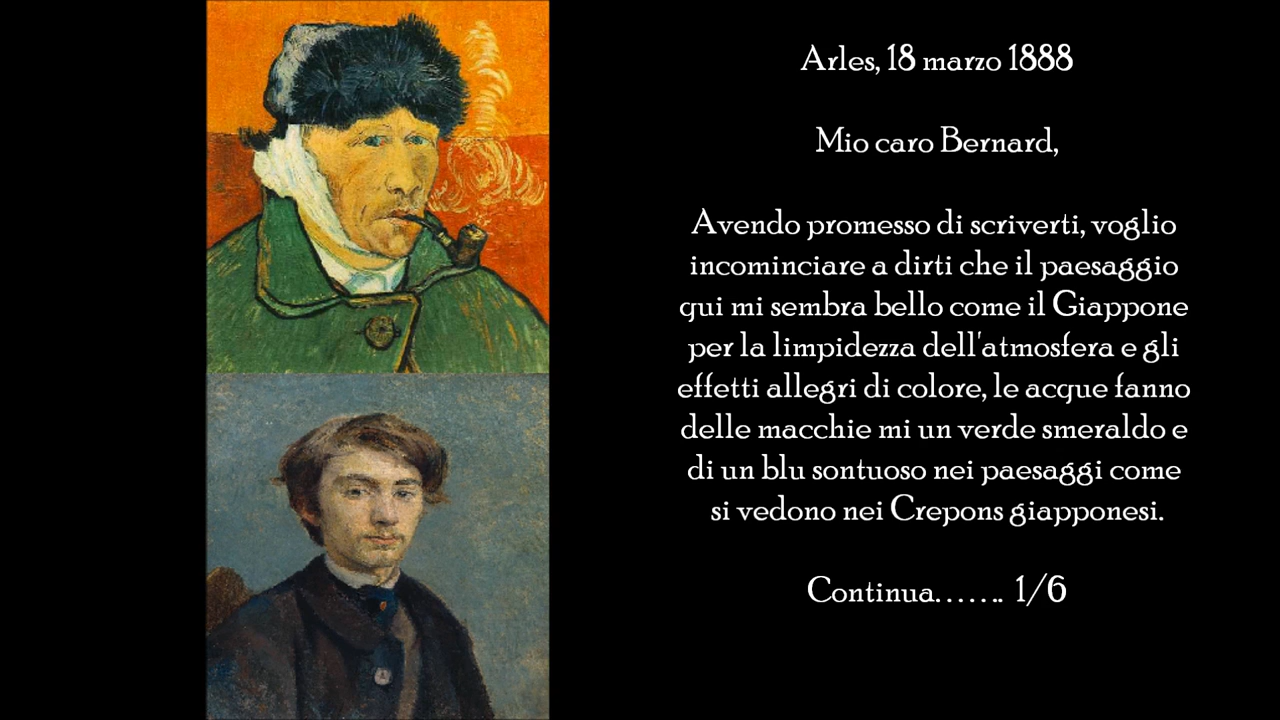 Arles, 18 marzo 1888
Mio caro Bernard,
Avendo promesso di scriverti, voglio
incominciare a dirti che il paesaggio
qui mi sembra bello come il Giappone
per la limpidezza dell'atmosfera e gli
effetti allegri di colore, le acque fanno
delle macchie mi un verde smeraldo e
di un blu sontuoso nei paesaggi come
si vedono nei Crepons giapponesi.
Continua....... 1/6